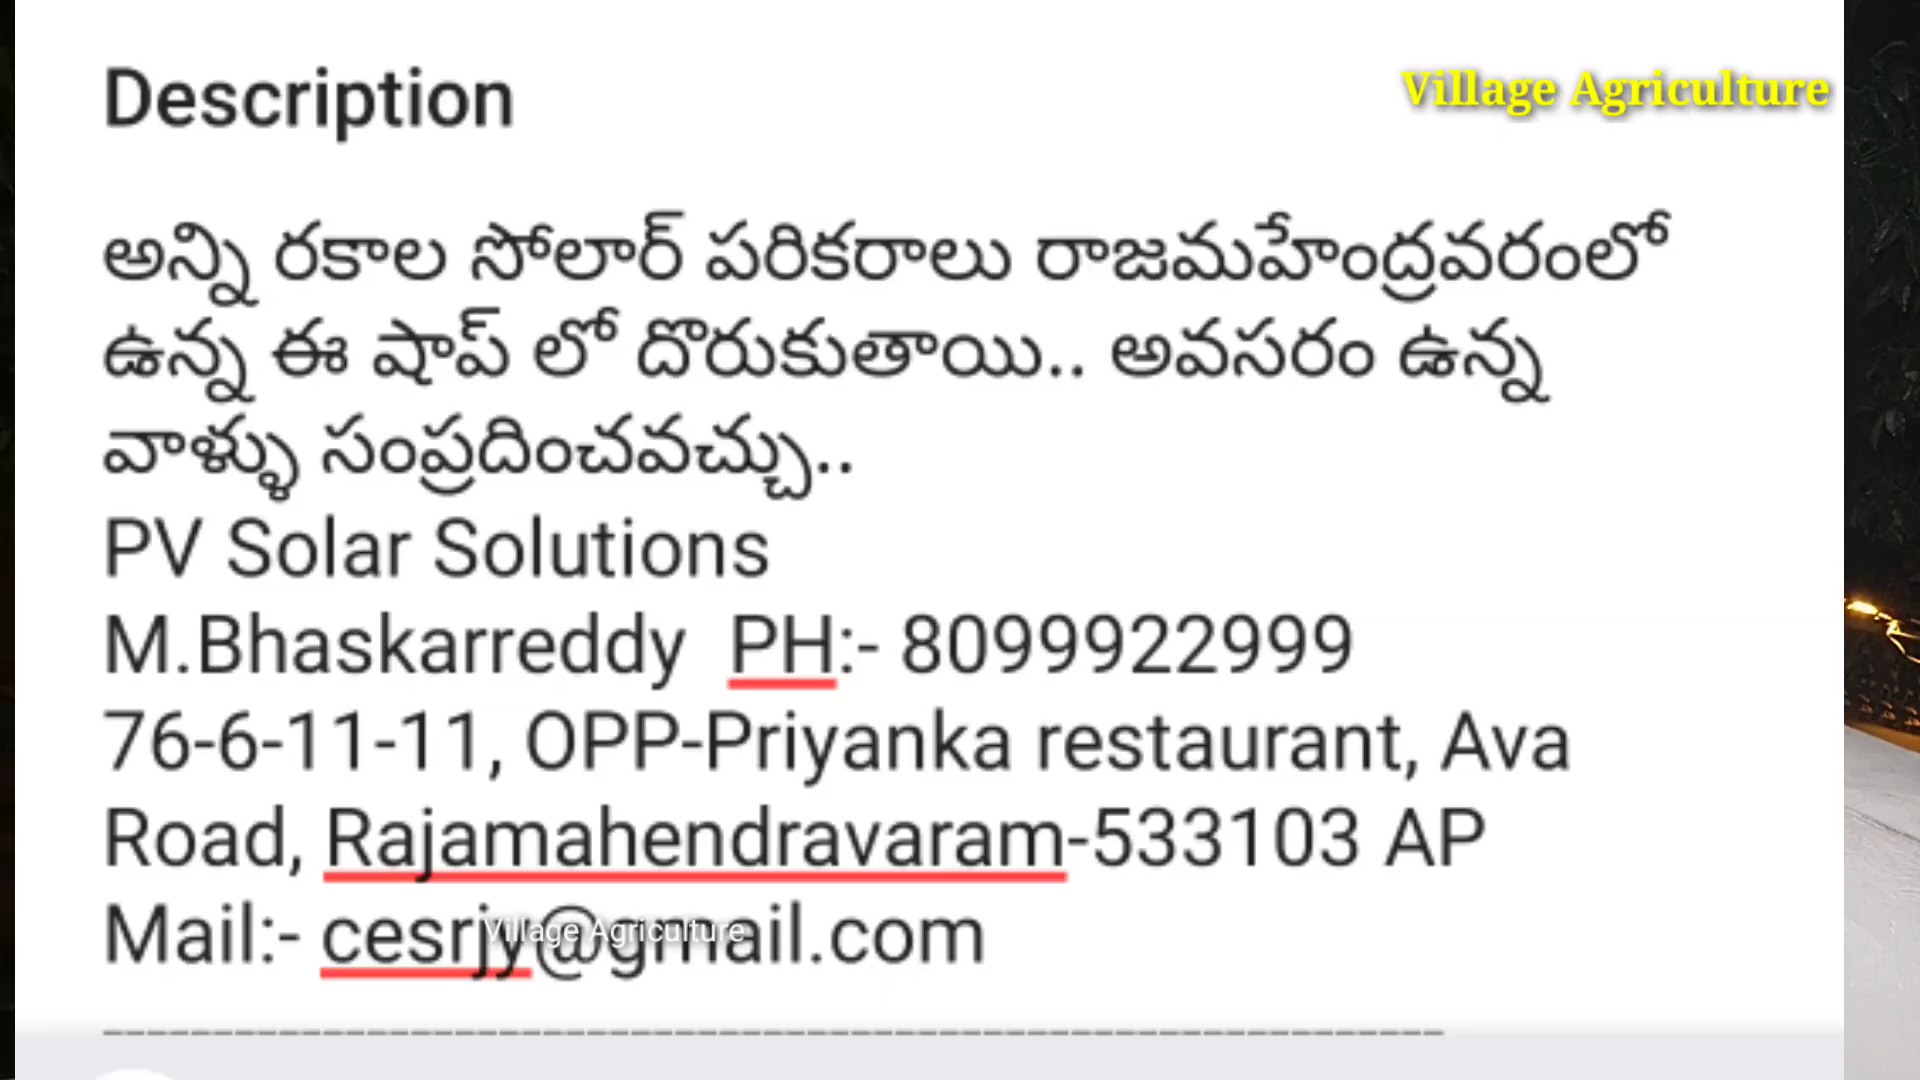 Description
Village Agriculture
అన్ని రకాల సోలార్ పరికరాలు రాజమహేంద్రవరంలో
ఉన్న ఈ షాప్ లో దొరుకుతాయి.. అవసరం ఉన్న
వాళ్ళు సంప్రదించవచ్చు..
PV Solar Solutions
M.Bhaskarreddy PH:- 8099922999
76-6-11-11, OPP-Priyanka restaurant, Ava
Road, Rajamahendravaram-533103 AP
Mail:- cesrjy@gmail.com
Village Agriculture